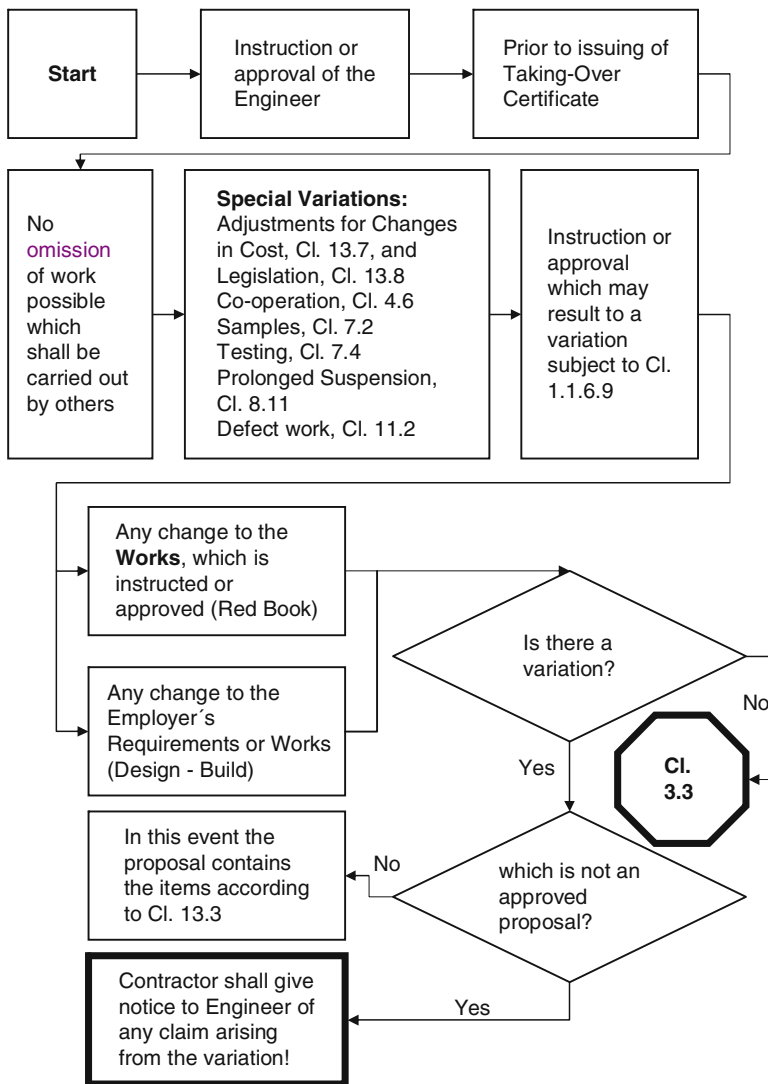 Start
Instruction or
approval of the
Engineer
Prior to issuing of
Taking-Over
Certificate
No
omission
of work
possible
which
shall be
carried out
by others
Special Variations:
Adjustments for Changes
in Cost, Cl. 13.7, and
Legislation, Cl. 13.8
Co-operation, Cl. 4.6
Samples, Cl. 7.2
Testing, Cl. 7.4
Prolonged Suspension,
Cl. 8.11
Defect work, Cl. 11.2
Instruction or
approval
which may
result to a
variation
subject to Cl.
1.1.6.9
Any change to the
Works, which is
instructed or
approved (Red Book)
Any change to the
Employer´s
Requirements or Works
(Design - Build)
Is there a
variation?
No
Cl.
3.3
Yes
which is not an
approved
proposal?
No
In this event the
proposal contains
the items according
to Cl. 13.3
Yes
Contractor shall give
notice to Engineer of
any claim arising
from the variation!